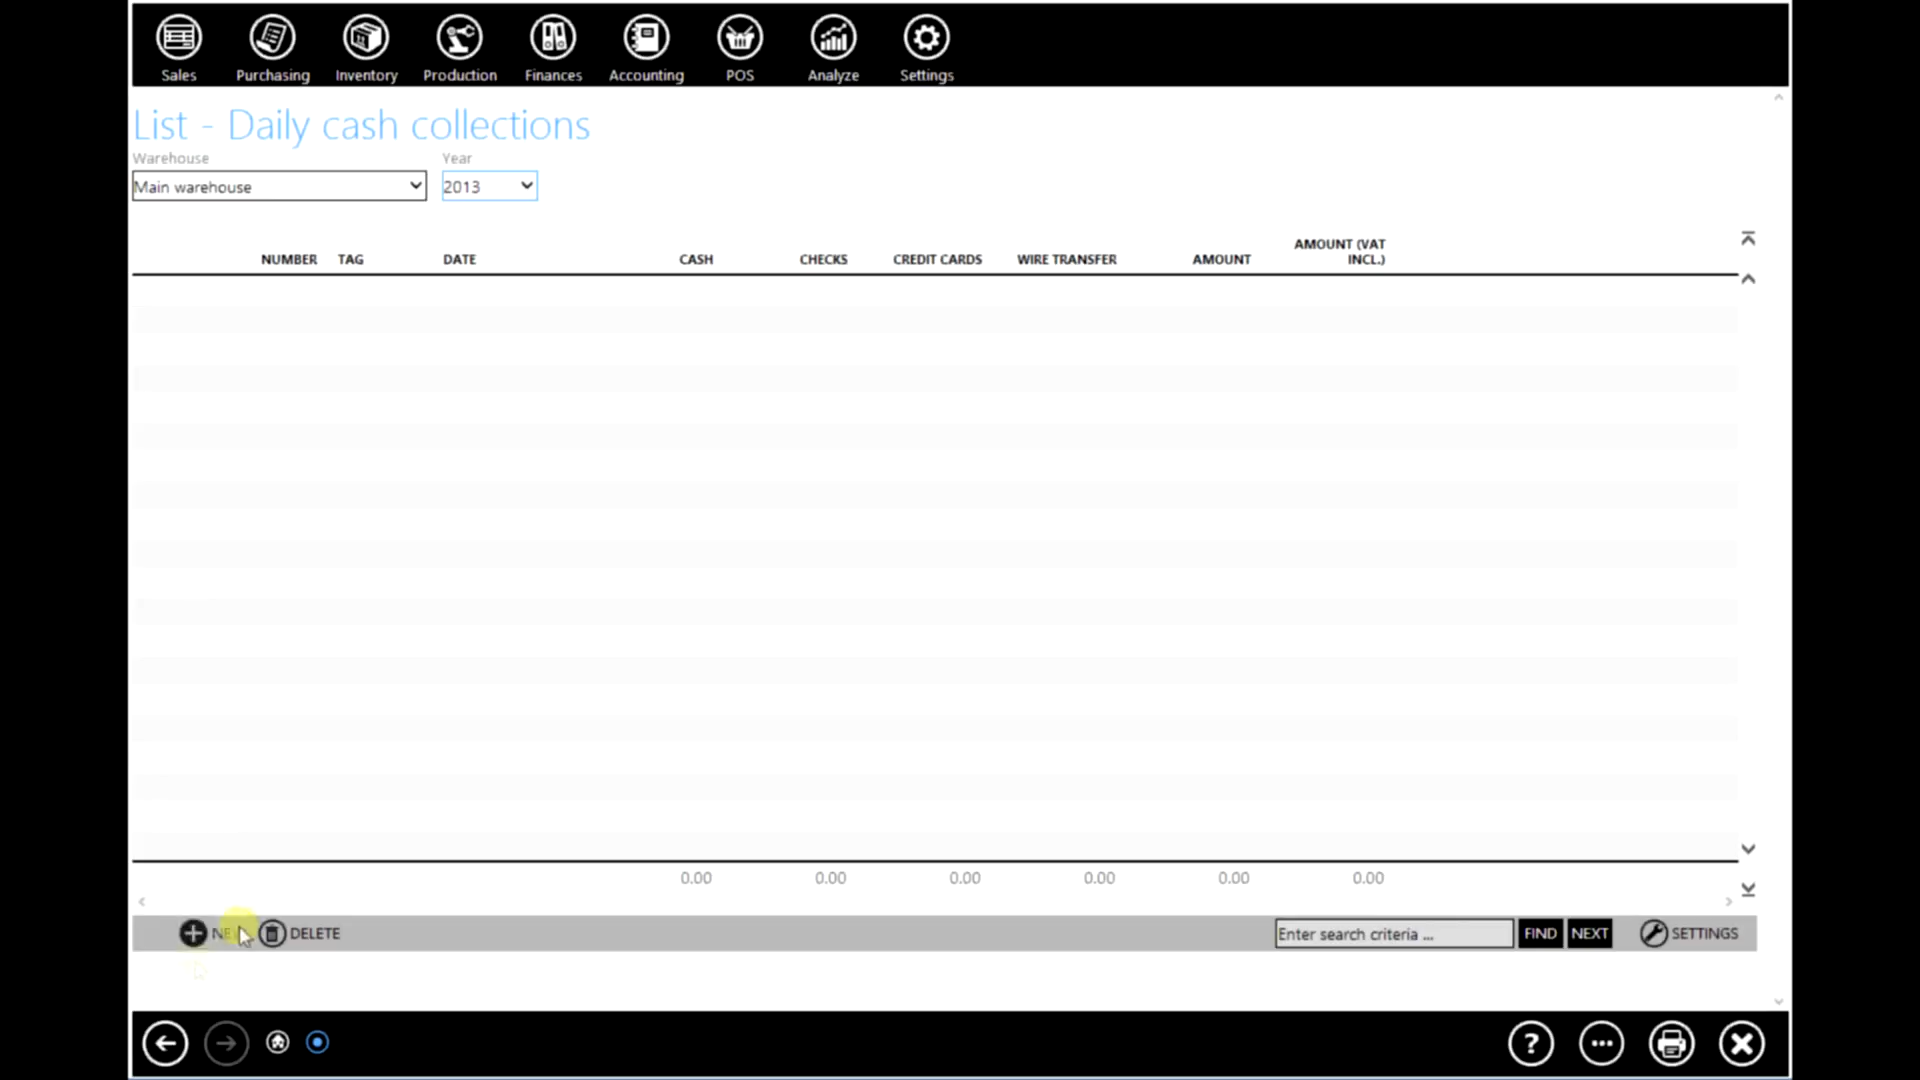 Sales Purchasing Inventory Production Finances Accounting POS Analyze Settings
List - Daily cash collections
Warehouse Year
Main warehouse 2013
NUMBER TAG DATE CASH CHECKS CREDIT CARDS WIRE TRANSFER AMOUNT AMOUNT (VAT
INCL.)
0.00 0.00 0.00 0.00 0.00 0.00
DELETE Enter search criteria ... FIND NEXT SETTINGS
?